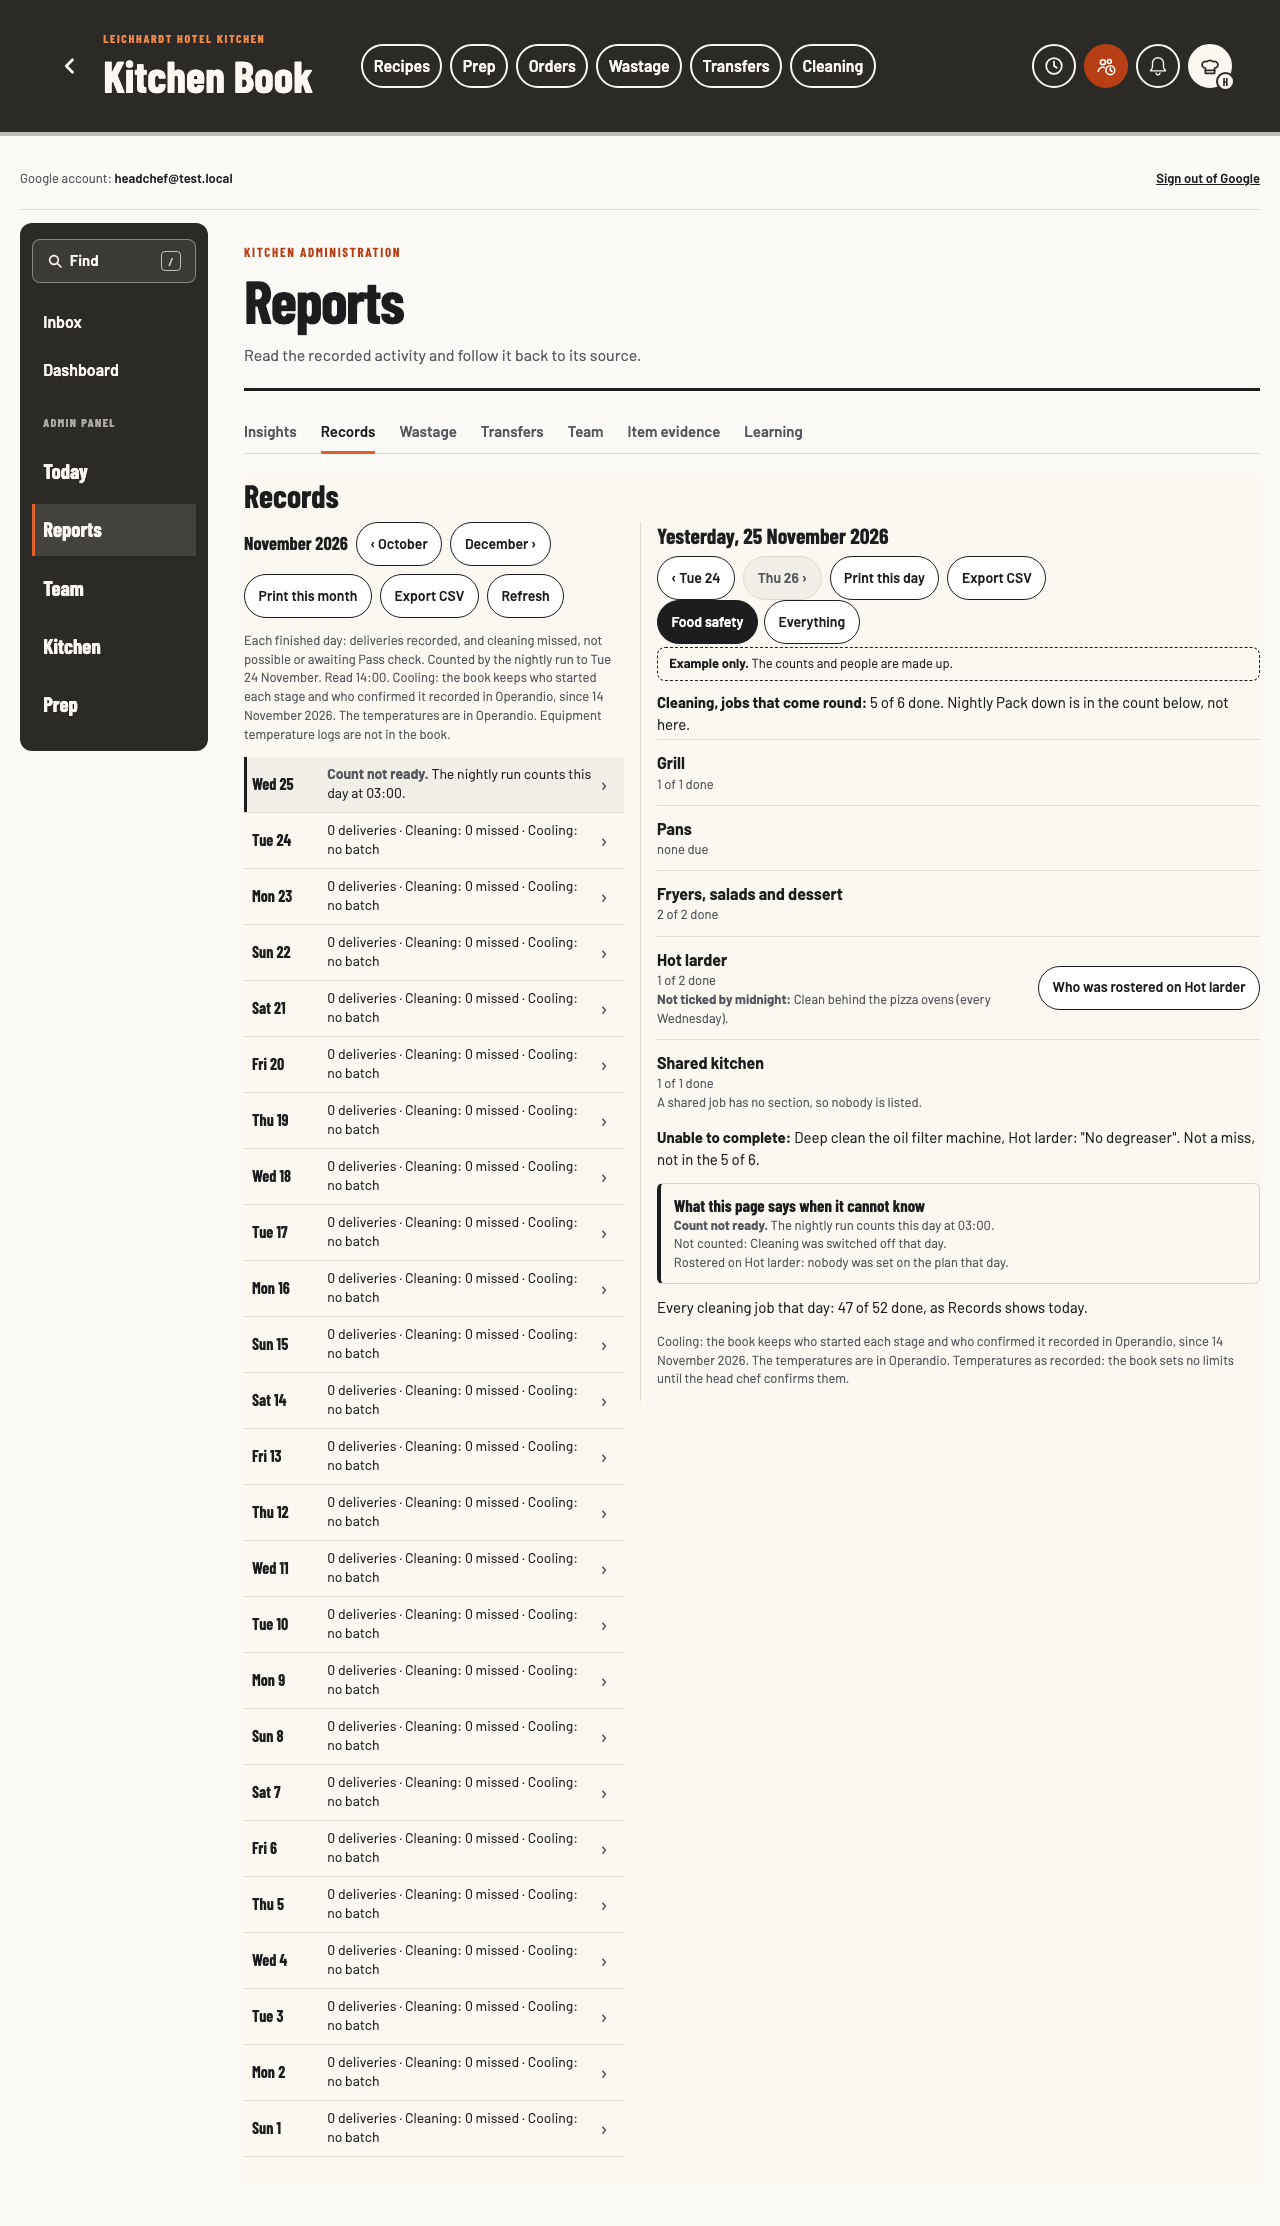 LEICHHARDT HOTEL KITCHEN
Kitchen Book
Recipes
Prep
Orders
Wastage
Transfers
Cleaning
H
Google account: headchef@test.local
Sign out of Google
Find
/
Inbox
Dashboard
ADMIN PANEL
Today
Reports
Team
Kitchen
Prep
KITCHEN ADMINISTRATION
Reports
Read the recorded activity and follow it back to its source.
Insights
Records
Wastage
Transfers
Team
Item evidence
Learning
Records
November 2026
‹ October
December ›
Print this month
Export CSV
Refresh
Each finished day: deliveries recorded, and cleaning missed, not
possible or awaiting Pass check. Counted by the nightly run to Tue
24 November. Read 14:00. Cooling: the book keeps who started
each stage and who confirmed it recorded in Operandio, since 14
November 2026. The temperatures are in Operandio. Equipment
temperature logs are not in the book.
Wed 25
Count not ready. The nightly run counts this
day at 03:00.
›
Tue 24
0 deliveries · Cleaning: 0 missed · Cooling:
no batch
›
Mon 23
0 deliveries · Cleaning: 0 missed · Cooling:
no batch
›
Sun 22
0 deliveries · Cleaning: 0 missed · Cooling:
no batch
›
Sat 21
0 deliveries · Cleaning: 0 missed · Cooling:
no batch
›
Fri 20
0 deliveries · Cleaning: 0 missed · Cooling:
no batch
›
Thu 19
0 deliveries · Cleaning: 0 missed · Cooling:
no batch
›
Wed 18
0 deliveries · Cleaning: 0 missed · Cooling:
no batch
›
Tue 17
0 deliveries · Cleaning: 0 missed · Cooling:
no batch
›
Mon 16
0 deliveries · Cleaning: 0 missed · Cooling:
no batch
›
Sun 15
0 deliveries · Cleaning: 0 missed · Cooling:
no batch
›
Sat 14
0 deliveries · Cleaning: 0 missed · Cooling:
no batch
›
Fri 13
0 deliveries · Cleaning: 0 missed · Cooling:
no batch
›
Thu 12
0 deliveries · Cleaning: 0 missed · Cooling:
no batch
›
Wed 11
0 deliveries · Cleaning: 0 missed · Cooling:
no batch
›
Tue 10
0 deliveries · Cleaning: 0 missed · Cooling:
no batch
›
Mon 9
0 deliveries · Cleaning: 0 missed · Cooling:
no batch
›
Sun 8
0 deliveries · Cleaning: 0 missed · Cooling:
no batch
›
Sat 7
0 deliveries · Cleaning: 0 missed · Cooling:
no batch
›
Fri 6
0 deliveries · Cleaning: 0 missed · Cooling:
no batch
›
Thu 5
0 deliveries · Cleaning: 0 missed · Cooling:
no batch
›
Wed 4
0 deliveries · Cleaning: 0 missed · Cooling:
no batch
›
Tue 3
0 deliveries · Cleaning: 0 missed · Cooling:
no batch
›
Mon 2
0 deliveries · Cleaning: 0 missed · Cooling:
no batch
›
Sun 1
0 deliveries · Cleaning: 0 missed · Cooling:
no batch
›
Yesterday, 25 November 2026
‹ Tue 24
Thu 26 ›
Print this day
Export CSV
Food safety
Everything
Example only. The counts and people are made up.
Cleaning, jobs that come round: 5 of 6 done. Nightly Pack down is in the count below, not
here.
Grill
1 of 1 done
Pans
none due
Fryers, salads and dessert
2 of 2 done
Hot larder
1 of 2 done
Not ticked by midnight: Clean behind the pizza ovens (every
Wednesday).
Who was rostered on Hot larder
Shared kitchen
1 of 1 done
A shared job has no section, so nobody is listed.
Unable to complete: Deep clean the oil filter machine, Hot larder: "No degreaser". Not a miss,
not in the 5 of 6.
What this page says when it cannot know
Count not ready. The nightly run counts this day at 03:00.
Not counted: Cleaning was switched off that day.
Rostered on Hot larder: nobody was set on the plan that day.
Every cleaning job that day: 47 of 52 done, as Records shows today.
Cooling: the book keeps who started each stage and who confirmed it recorded in Operandio, since 14
November 2026. The temperatures are in Operandio. Temperatures as recorded: the book sets no limits
until the head chef confirms them.